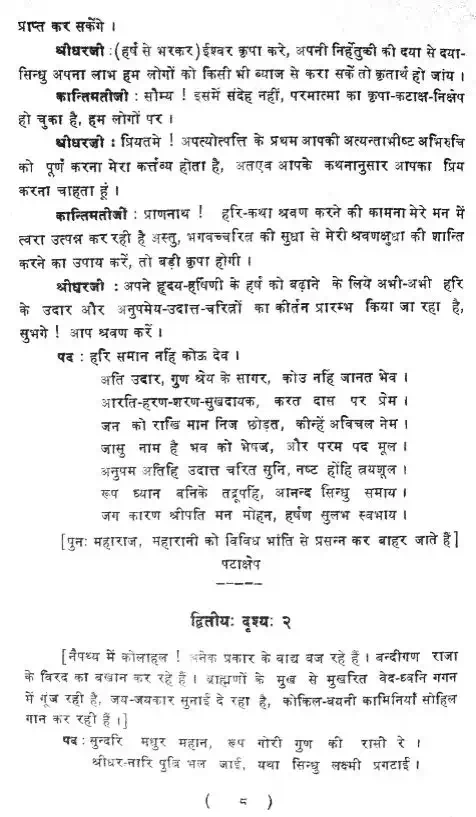 प्राप्त कर सकेंगे ।
श्रीधरजी : (हर्ष से भरकर) ईश्वर कृपा करे, अपनी निर्हेतुकी की दया से दया-
सिन्धु अपना लाभ हम लोगों को किसी भी ब्याज से करा सकें तो कृतार्थ हो जांय ।
कान्तिमतीजी : सौम्य ! इसमें संदेह नहीं, परमात्मा का कृपा-कटाक्ष-निक्षेप
हो चुका है, हम लोगों पर ।
श्रीधरजी : प्रियतमे ! अपत्योत्पत्ति के प्रथम आपकी अत्यन्ताभीष्ट अभिरुचि
को पूर्ण करना मेरा कर्त्तव्य होता है, अतएव आपके कथनानुसार आपका प्रिय
करना चाहता हूं ।
कान्तिमतीजी : प्राणनाथ ! हरि-कथा श्रवण करने की कामना मेरे मन में
त्वरा उत्पन्न कर रही है अस्तु, भगवच्चरित्र की सुधा से मेरी श्रवणक्षुधा की शान्ति
करने का उपाय करें, तो बड़ी कृपा होगी ।
श्रीधरजी : अपने हृदय-हर्षिणी के हर्ष को बढ़ाने के लिये अभी-अभी हरि
के उदार और अनुपमेय-उदात्त-चरित्रों का कीर्तन प्रारम्भ किया जा रहा है,
सुभगे ! आप श्रवण करें ।
पद : हरि समान नहिं कोऊ देव ।
अति उदार, गुण श्रेय के सागर, कोउ नहिं जानत भेव ।
आरति-हरण-शरण-सुखदायक, करत दास पर प्रेम ।
जन को राखि मान निज छोड़त, कीन्हें अविचल नेम ।
जासु नाम है भव को भेषज, और परम पद मूल ।
अनुपम अतिहि उदात्त चरित सुनि, नष्ट होंहि त्रयशूल ।
रूप ध्यान बनिके तद्रूपहि, आनन्द सिन्धु समाय ।
जग कारण श्रीपति मन मोहन, हर्षण सुलभ स्वभाय ।
[पुनः महाराज, महारानी को विविध भांति से प्रसन्न कर बाहर जाते हैं]
पटाक्षेप
द्वितीयः दृश्यः २
[नैपथ्य में कोलाहल ! अनेक प्रकार के वाद्य बज रहे हैं । बन्दीगण राजा
के विरद का बखान कर रहे हैं । ब्राह्मणों के मुख से मुखरित वेद-ध्वनि गगन
में गूंज रही है, जय-जयकार सुनाई दे रहा है, कोकिल-बयनी कामिनियाँ सोहिल
गान कर रही हैं ।]
पद : सुन्दरि मधुर महान, रूप गोरी गुण की रासी रे ।
श्रीधर-नारि पुत्रि भल जाई, यथा सिन्धु लक्ष्मी प्रगटाई ।
( ८ )